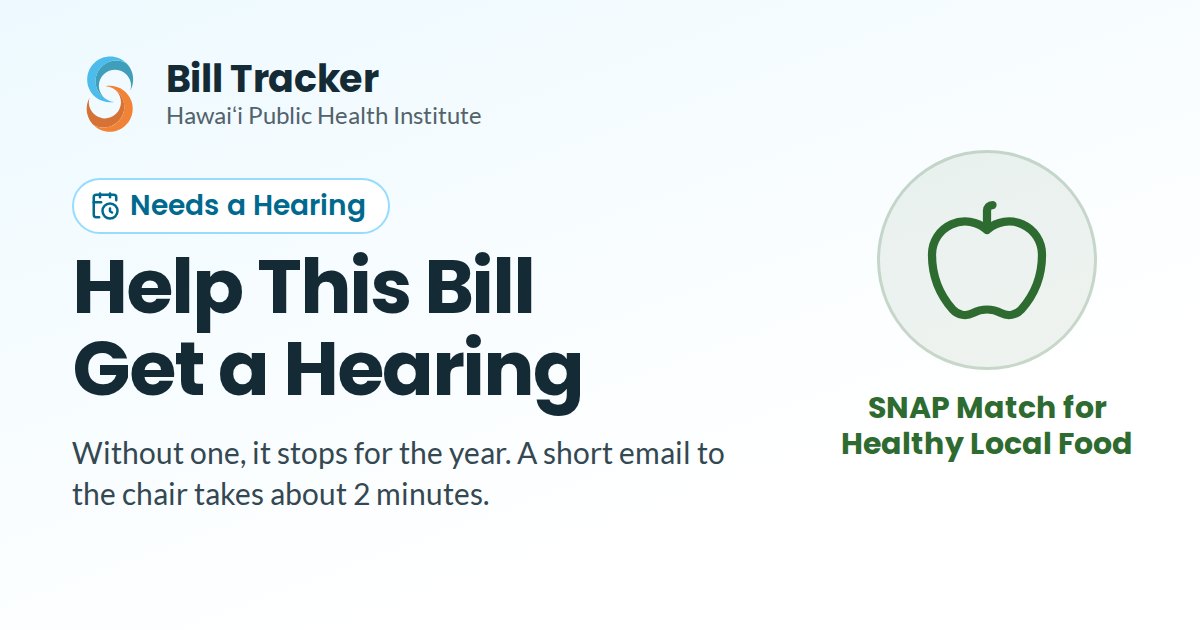 Bill Tracker
Hawaiʻi Public Health Institute
Needs a Hearing
Help This Bill
Get a Hearing
Without one, it stops for the year. A short email to
the chair takes about 2 minutes.
SNAP Match for
Healthy Local Food